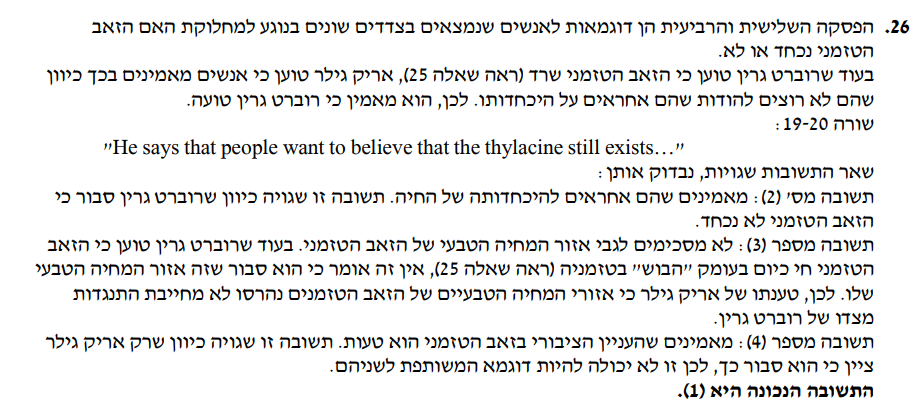 26. הפסקה השלישית והרביעית הן דוגמאות לאנשים שנמצאים בצדדים שונים בנוגע למחלוקת האם הזאב
הטזמני נכחד או לא.
בעוד שרוברט גרין טוען כי הזאב הטזמני שרד (ראה שאלה 25), אריק גילר טוען כי אנשים מאמינים בכך כיוון
שהם לא רוצים להודות שהם אחראים על היכחדותו. לכן, הוא מאמין כי רוברט גרין טועה.
שורה 19-20:
"He says that people want to believe that the thylacine still exists…"
שאר התשובות שגויות, נבדוק אותן:
תשובה מס' (2): מאמינים שהם אחראים להיכחדותה של החיה. תשובה זו שגויה כיוון שרוברט גרין סבור כי
הזאב הטזמני לא נכחד.
תשובה מספר (3): לא מסכימים לגבי אזור המחיה הטבעי של הזאב הטזמני. בעוד שרוברט גרין טוען כי הזאב
הטזמני חי כיום בעומק "הבוש" בטזמניה (ראה שאלה 25), אין זה אומר כי הוא סבור שזה אזור המחיה הטבעי
שלו. לכן, טענתו של אריק גילר כי אזורי המחיה הטבעיים של הזאב הטזמנים נהרסו לא מחייבת התנגדות
מצדו של רוברט גרין.
תשובה מספר (4): מאמינים שהעניין הציבורי בזאב הטזמני הוא טעות. תשובה זו שגויה כיוון שרק אריק גילר
ציין כי הוא סבור כך, לכן זו לא יכולה להיות דוגמא המשותפת לשניהם.
התשובה הנכונה היא (1).